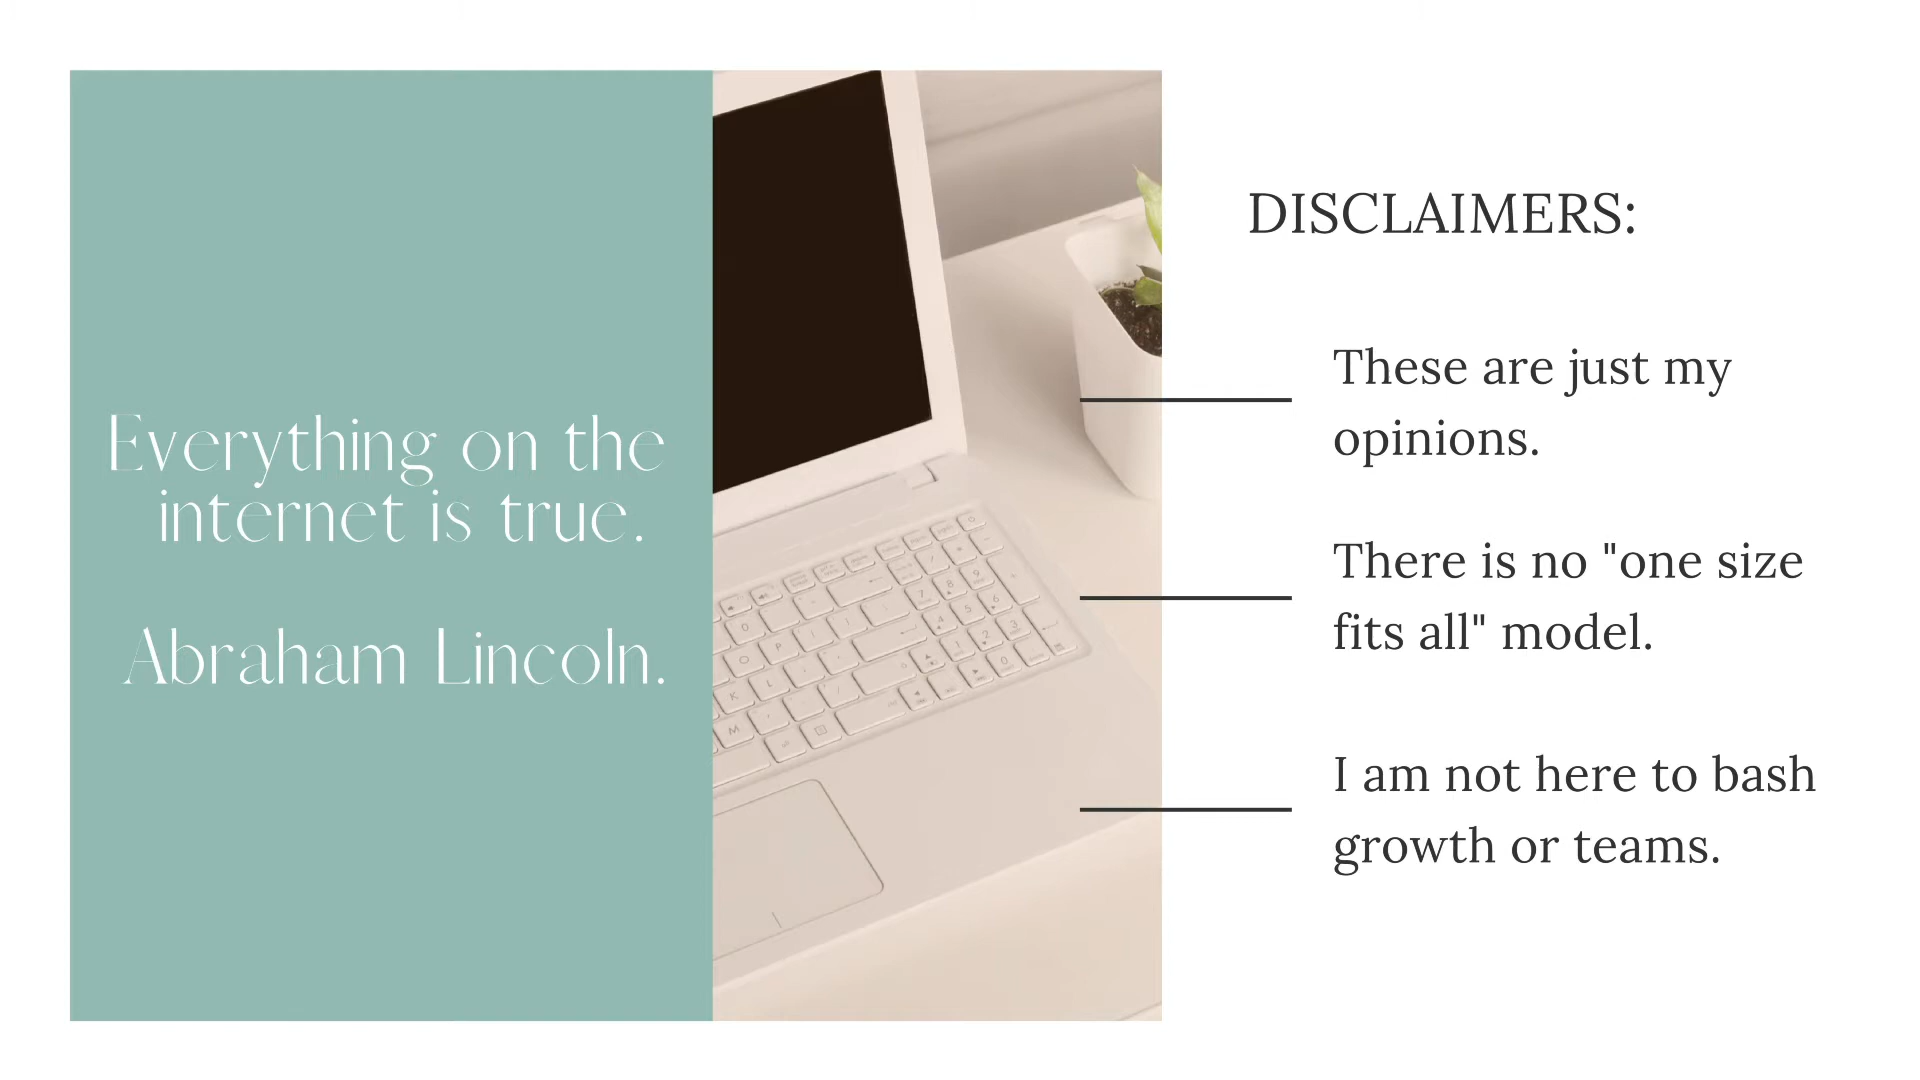 Everything on the
internet is true.
Abraham Lincoln.
DISCLAIMERS:
These are just my
opinions.
There is no "one size
fits all" model.
I am not here to bash
growth or teams.